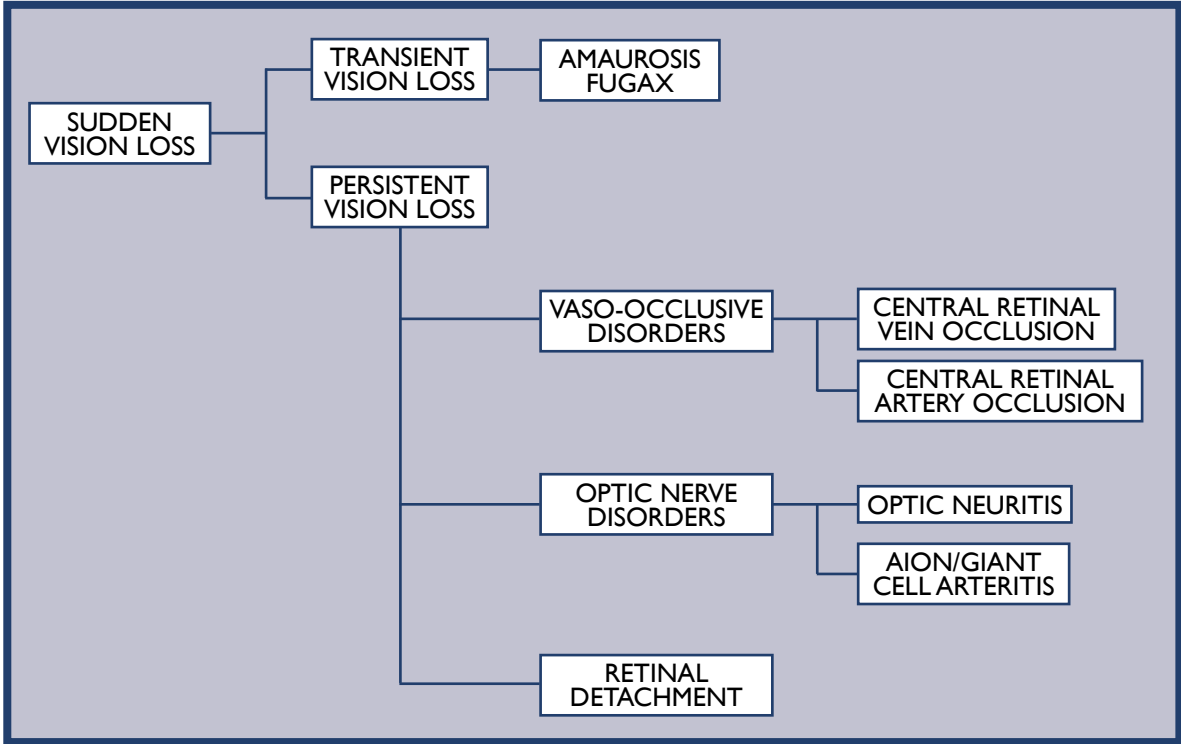 TRANSIENT
VISION LOSS
AMAUROSIS
FUGAX
SUDDEN
VISION LOSS
PERSISTENT
VISION LOSS
VASO-OCCLUSIVE
DISORDERS
CENTRAL RETINAL
VEIN OCCLUSION
CENTRAL RETINAL
ARTERY OCCLUSION
OPTIC NERVE
DISORDERS
OPTIC NEURITIS
AION/GIANT
CELL ARTERITIS
RETINAL
DETACHMENT